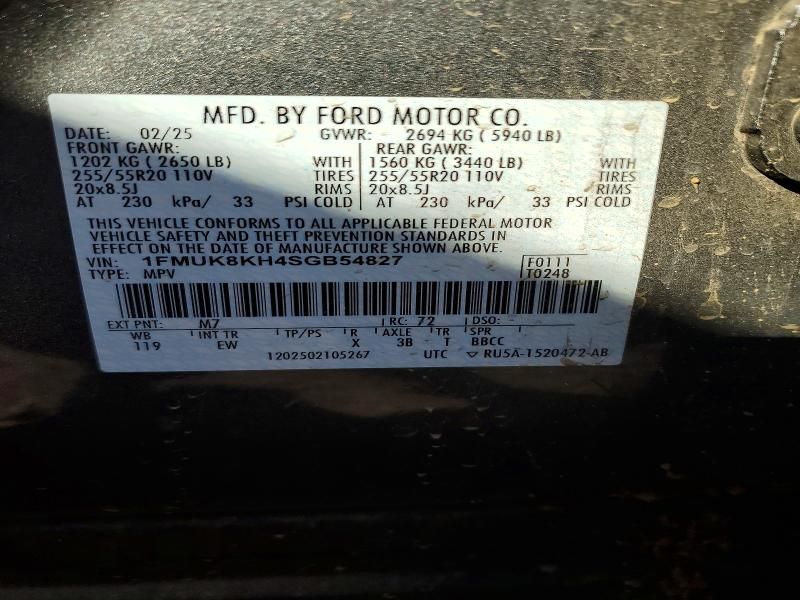 MFD. BY FORD MOTOR CO.
DATE: 02/25 GVWR: 2694 KG ( 5940 LB)
FRONT GAWR: REAR GAWR:
1202 KG ( 2650 LB) WITH 1560 KG ( 3440 LB) WITH
255/55R20 110V TIRES 255/55R20 110V TIRES
20x8.5J RIMS 20x8.5J RIMS
AT 230 kPa/ 33 PSI COLD AT 230 kPa/ 33 PSI COLD
THIS VEHICLE CONFORMS TO ALL APPLICABLE FEDERAL MOTOR
VEHICLE SAFETY AND THEFT PREVENTION STANDARDS IN
EFFECT ON THE DATE OF MANUFACTURE SHOWN ABOVE.
VIN: 1FMUK8KH4SGB54827 F0111
TYPE: MPV T0248
EXT PNT: M7 RC: 72 DSO: -
WB INT TR TP/PS R AXLE TR SPR
119 EW X 3B T BBCC
1202502105267 UTC ▽ RU5A-1520472-AB